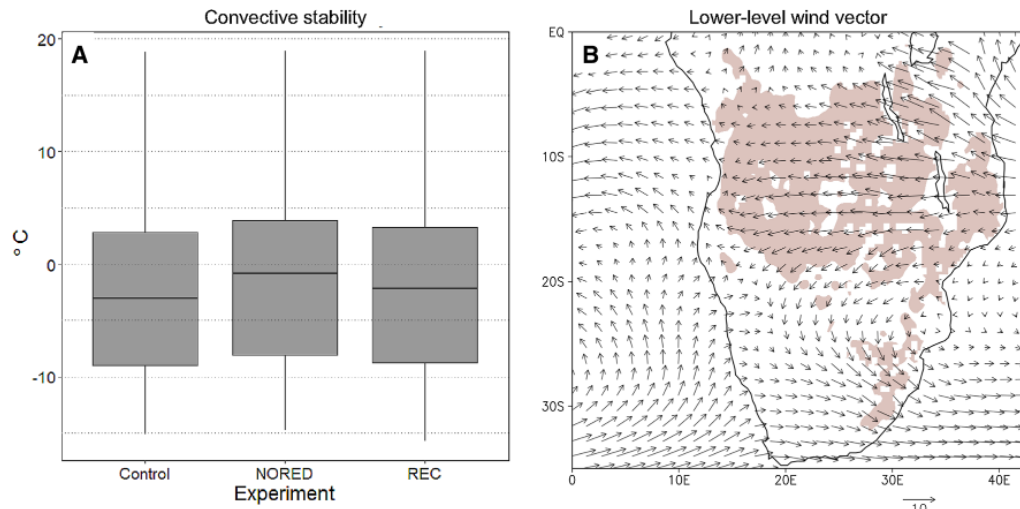 Convective stability
A
20
10
0
-10
°C
Control NORED REC
Experiment
Lower-level wind vector
B
EQ
10S
20S
30S
0 10E 20E 30E 40E
10